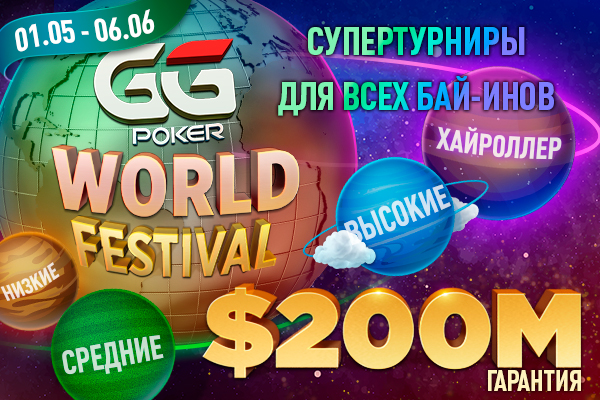 01.05 - 06.06
GG
POKER
WORLD
FESTIVAL
СУПЕРТУРНИРЫ
ДЛЯ ВСЕХ БАЙ-ИНОВ
ХАЙРОЛЛЕР
ВЫСОКИЕ
НИЗКИЕ
СРЕДНИЕ
$200M
ГАРАНТИЯ